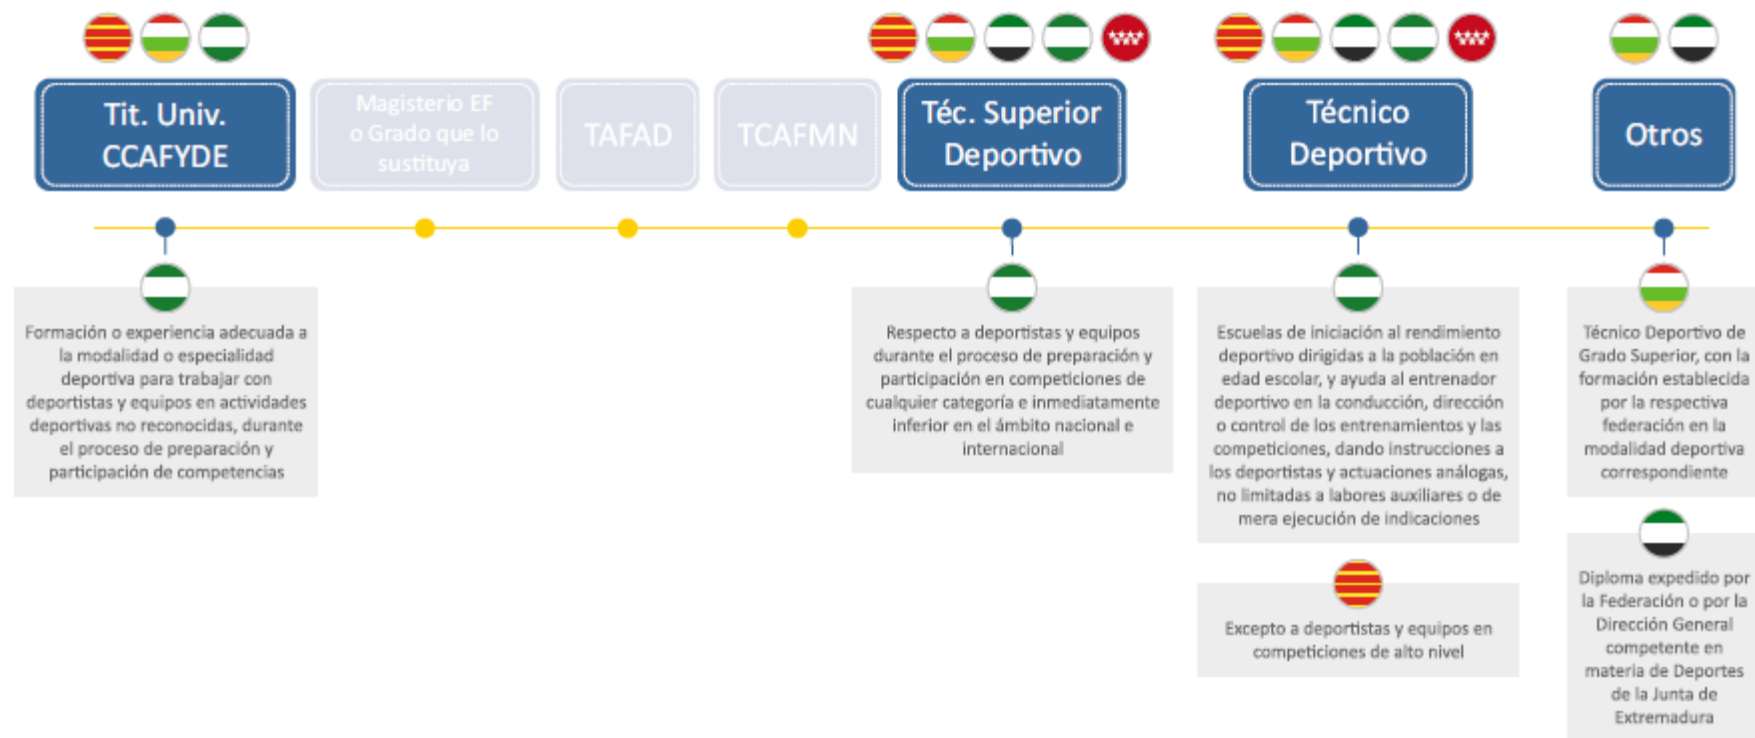 Tit. Univ.
CCAFYDE
Magisterio EF
o Grado que lo
sustituya
TAFAD
TCAFMN
Téc. Superior
Deportivo
Técnico
Deportivo
Otros
Formación o experiencia adecuada a
la modalidad o especialidad
deportiva para trabajar con
deportistas y equipos en actividades
deportivas no reconocidas, durante
el proceso de preparación y
participación de competencias
Respecto a deportistas y equipos
durante el proceso de preparación y
participación en competiciones de
cualquier categoría e inmediatamente
inferior en el ámbito nacional e
internacional
Escuelas de iniciación al rendimiento
deportivo dirigidas a la población en
edad escolar, y ayuda al entrenador
deportivo en la conducción, dirección
o control de los entrenamientos y las
competiciones, dando instrucciones a
los deportistas y actuaciones análogas,
no limitadas a labores auxiliares o de
mera ejecución de indicaciones
Excepto a deportistas y equipos en
competiciones de alto nivel
Técnico Deportivo de
Grado Superior, con la
formación establecida
por la respectiva
federación en la
modalidad deportiva
correspondiente
Diploma expedido por
la Federación o por la
Dirección General
competente en
materia de Deportes
de la Junta de
Extremadura